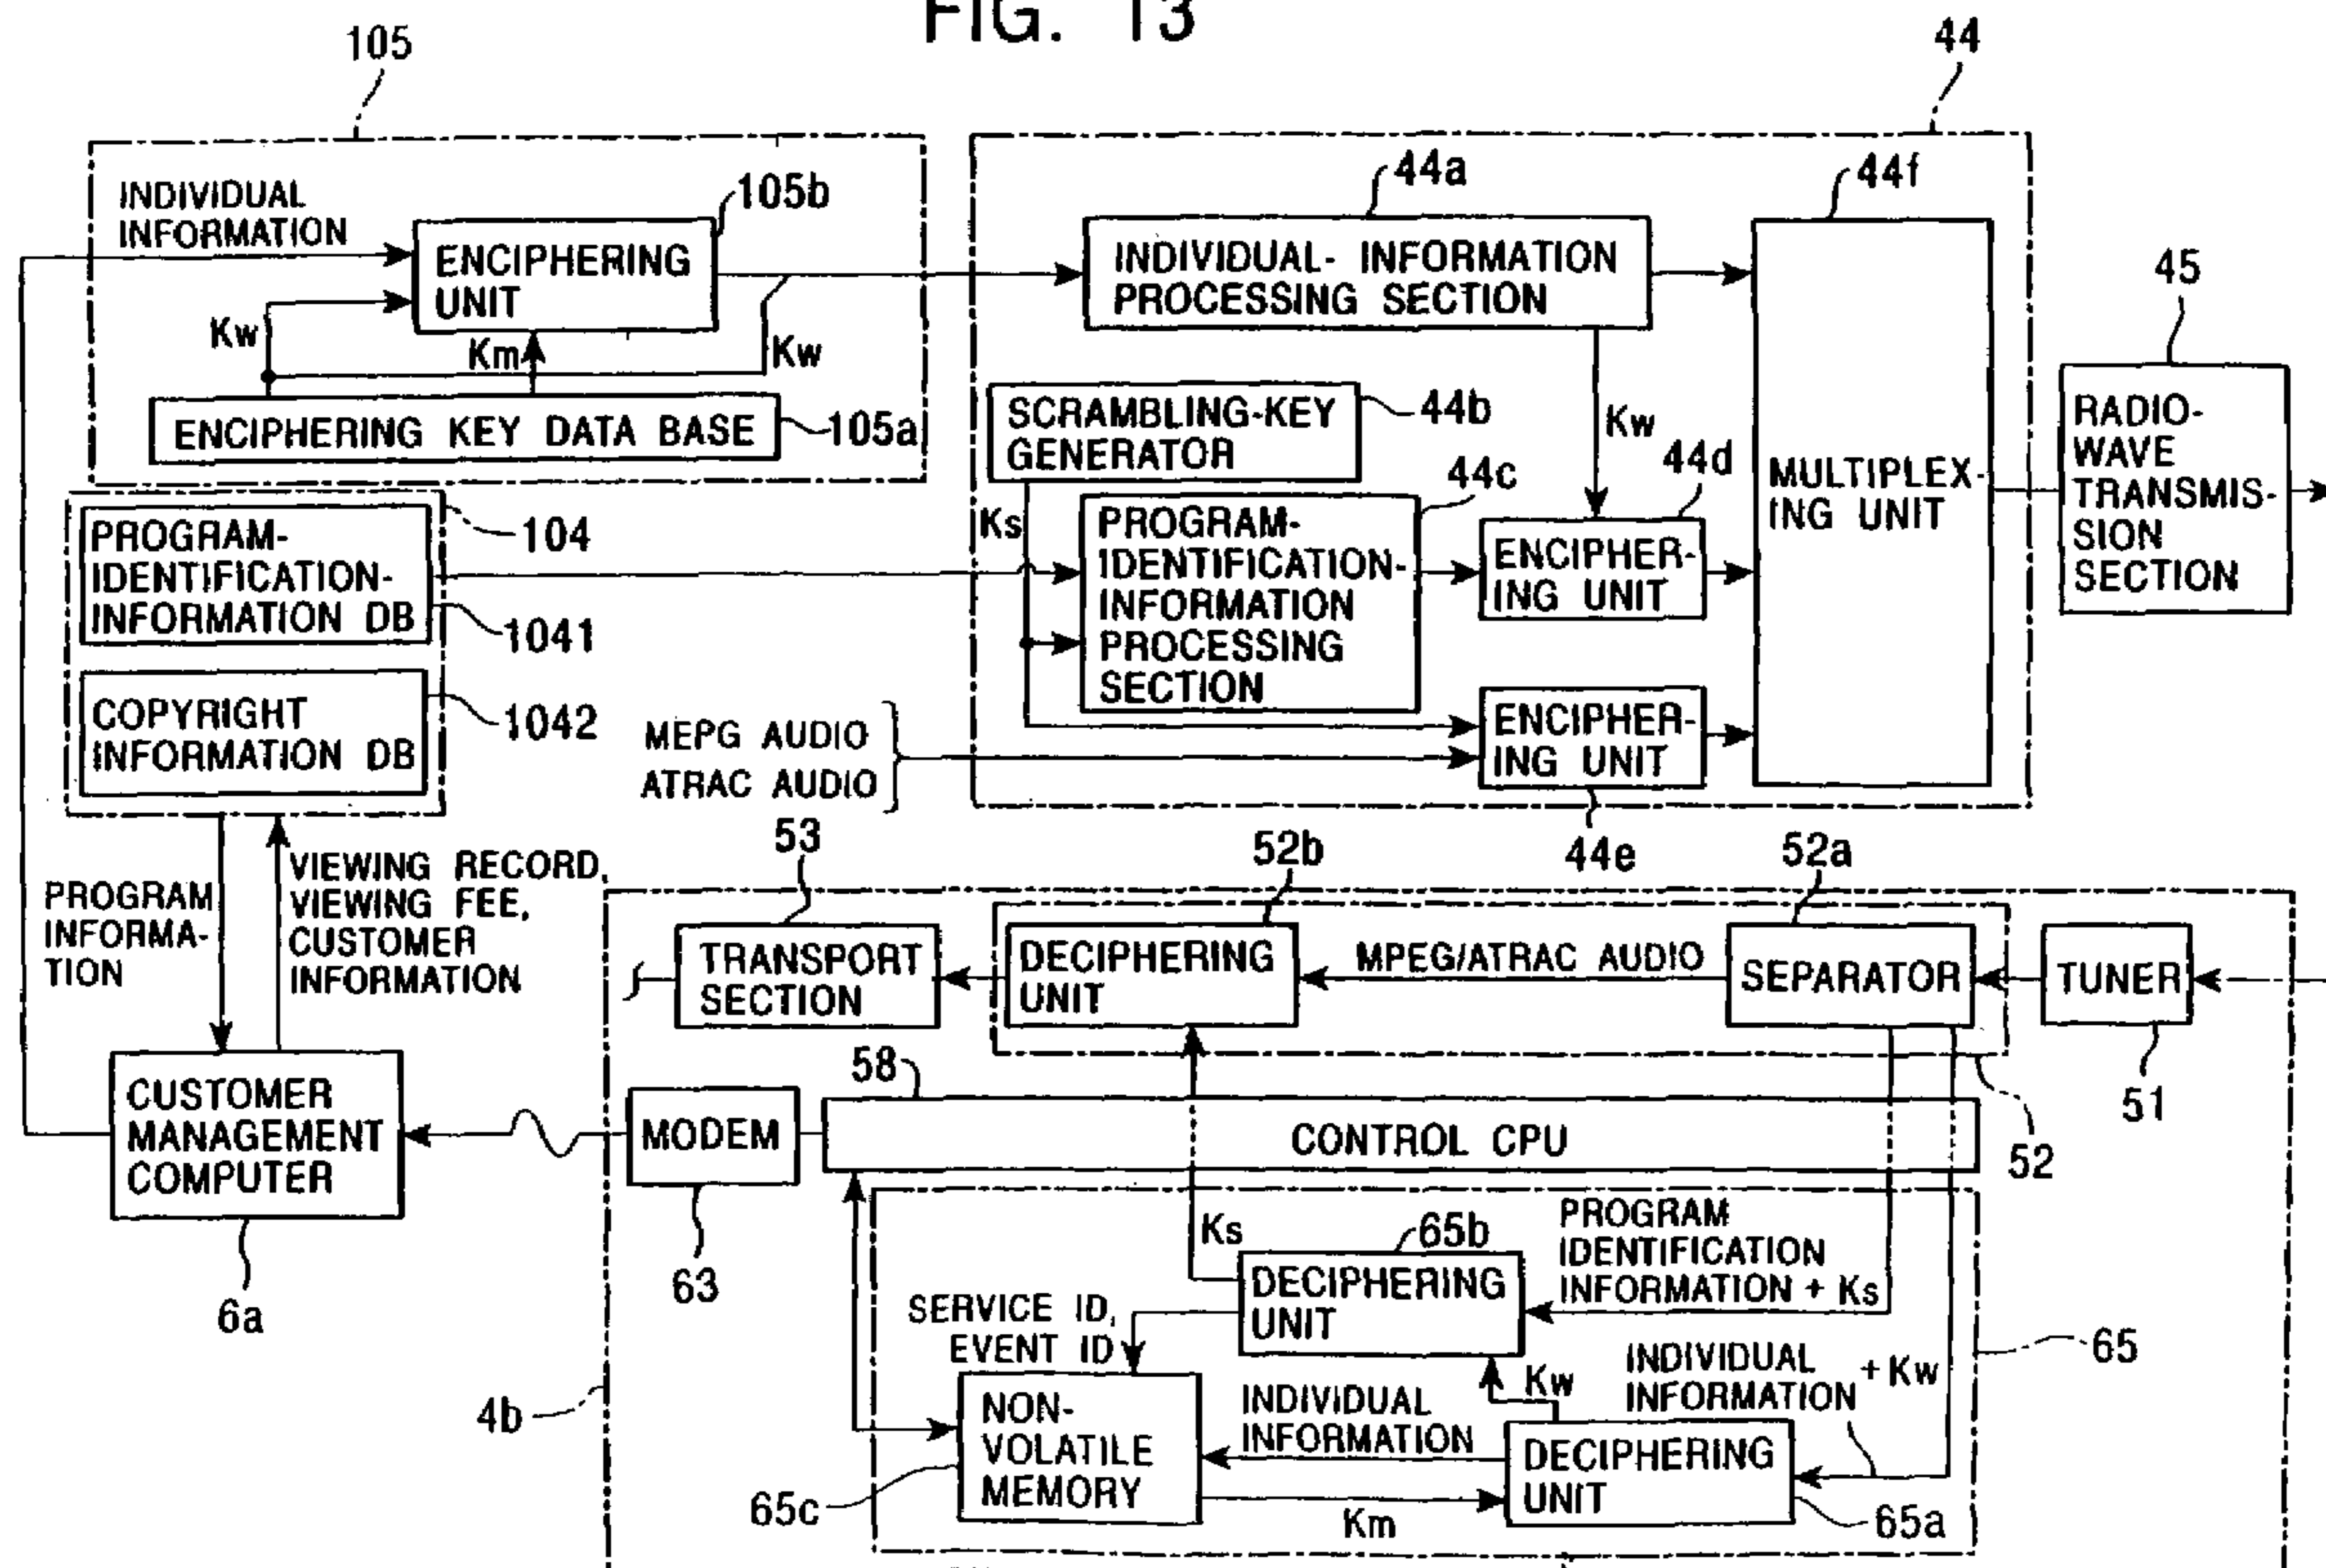 FIG. 13
105
44
INDIVIDUAL
INFORMATION
105b
ENCIPHERING
UNIT
Kw
Km
Kw
ENCIPHERING KEY DATA BASE
105a
44a
INDIVIDUAL- INFORMATION
PROCESSING SECTION
44f
45
SCRAMBLING-KEY
GENERATOR
44b
Kw
44c
44d
Ks
PROGRAM-
IDENTIFICATION-
INFORMATION
PROCESSING
SECTION
ENCIPHER-
ING UNIT
MULTIPLEX-
ING UNIT
RADIO-
WAVE
TRANSMIS-
SION
SECTION
PROGRAM-
IDENTIFICATION-
INFORMATION DB
104
1041
COPYRIGHT
INFORMATION DB
1042
MEPG AUDIO
ATRAC AUDIO
ENCIPHER-
ING UNIT
44e
PROGRAM
INFORMA-
TION
VIEWING RECORD,
VIEWING FEE,
CUSTOMER
INFORMATION
53
52b
52a
TRANSPORT
SECTION
DECIPHERING
UNIT
MPEG/ATRAC AUDIO
SEPARATOR
TUNER
51
52
58
CUSTOMER
MANAGEMENT
COMPUTER
6a
MODEM
63
CONTROL CPU
Ks
65b
PROGRAM
IDENTIFICATION
INFORMATION + Ks
DECIPHERING
UNIT
SERVICE ID,
EVENT ID
65
4b
Kw
INDIVIDUAL
INFORMATION
+ Kw
NON-
VOLATILE
MEMORY
65c
INDIVIDUAL
INFORMATION
DECIPHERING
UNIT
Km
65a